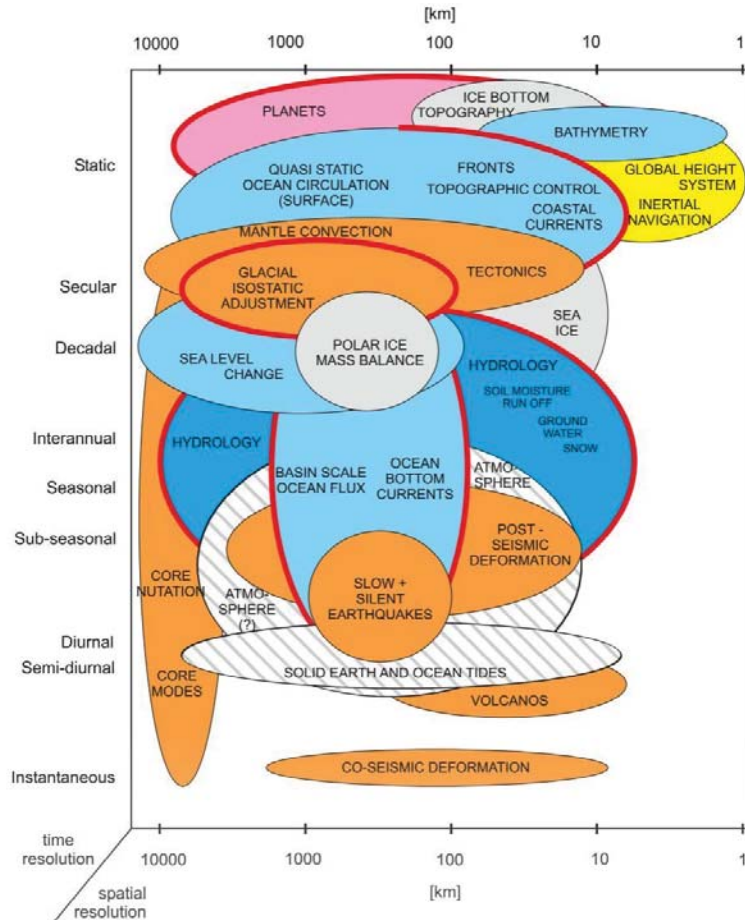 [km]
10000 1000 100 10 1
Static
PLANETS
ICE BOTTOM
TOPOGRAPHY
BATHYMETRY
QUASI STATIC
OCEAN CIRCULATION
(SURFACE)
FRONTS
TOPOGRAPHIC CONTROL
COASTAL
CURRENTS
GLOBAL HEIGHT
SYSTEM
INERTIAL
NAVIGATION
MANTLE CONVECTION
Secular
GLACIAL
ISOSTATIC
ADJUSTMENT
TECTONICS
SEA
ICE
Decadal
SEA LEVEL
CHANGE
POLAR ICE
MASS BALANCE
HYDROLOGY
SOIL MOISTURE
RUN OFF
GROUND
WATER
SNOW
Interannual
HYDROLOGY
Seasonal
BASIN SCALE
OCEAN FLUX
OCEAN
BOTTOM
CURRENTS
ATMO-
SPHERE
Sub-seasonal
POST -
SEISMIC
DEFORMATION
CORE
NUTATION
ATMO-
SPHERE
(?)
SLOW +
SILENT
EARTHQUAKES
Diurnal
Semi-diurnal
CORE
MODES
SOLID EARTH AND OCEAN TIDES
VOLCANOS
Instantaneous
CO-SEISMIC DEFORMATION
time
resolution
10000 1000 100 10 1
spatial
resolution
[km]